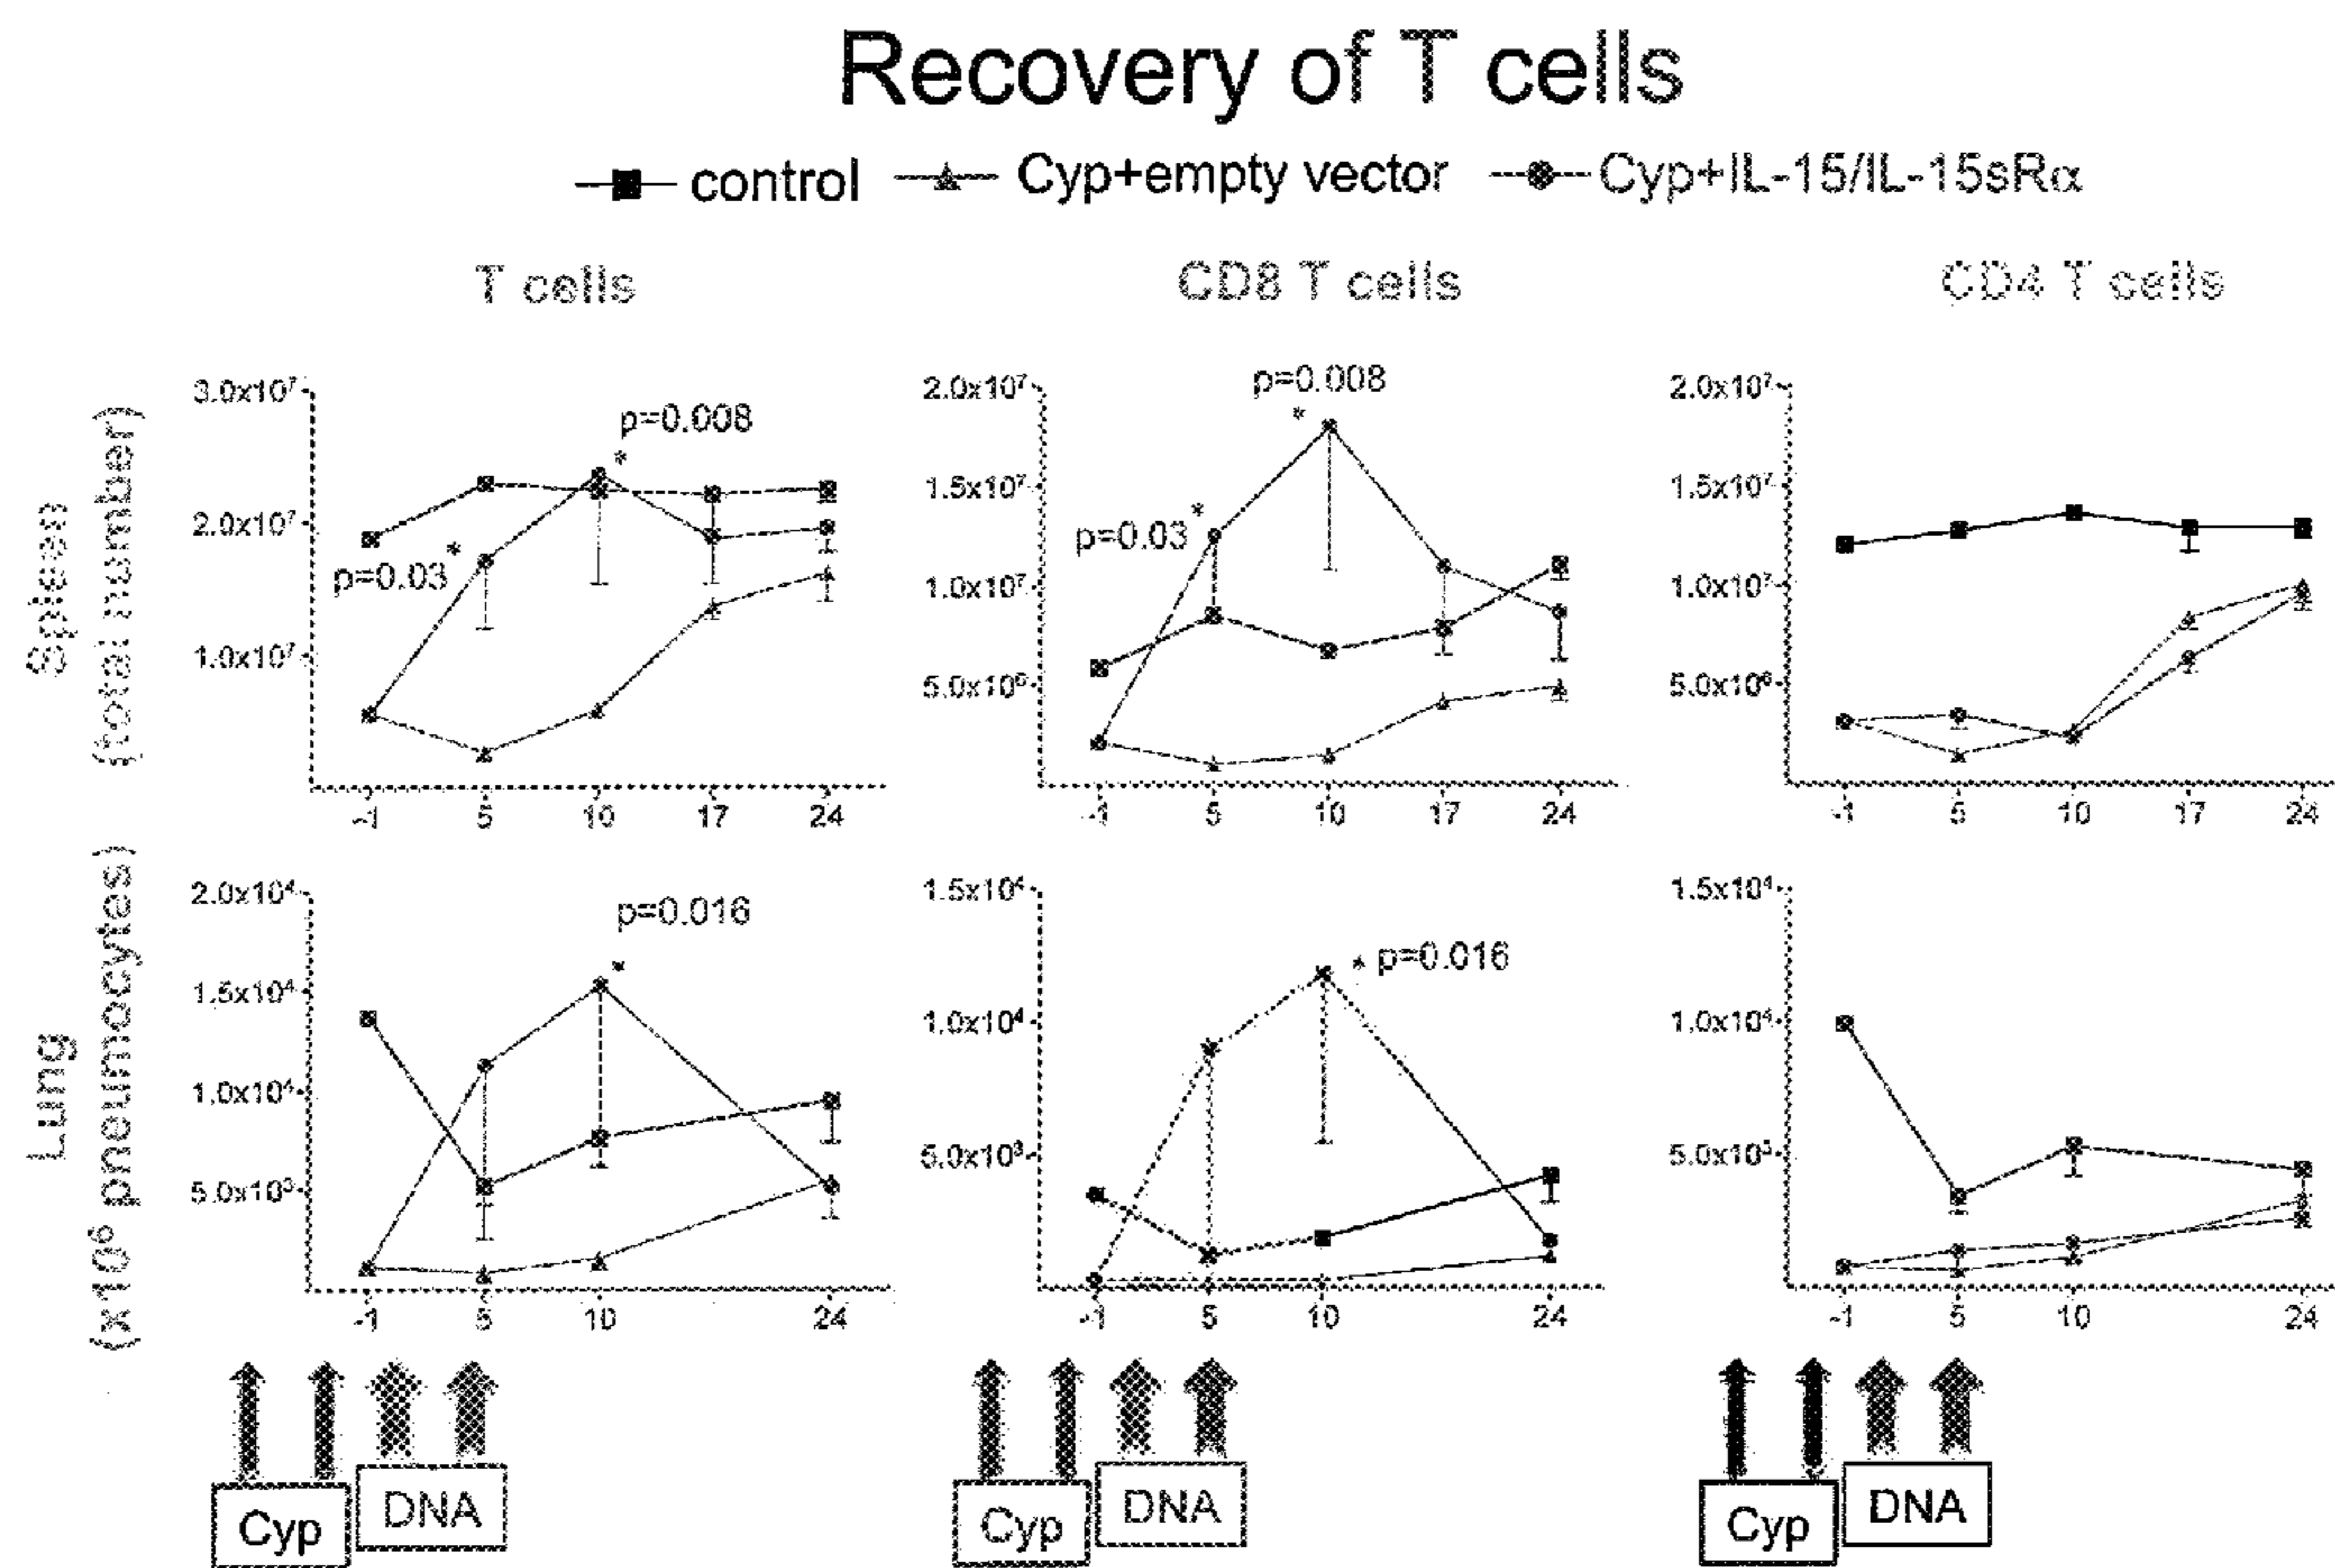 Recovery of T cells
control Cyp+empty vector Cyp+IL-15/IL-15sRα
T cells CD8 T cells CD4 T cells
Spleen
(total number)
3.0x10⁷
2.0x10⁷
1.0x10⁷
p=0.03 *
* p=0.008
-1 5 10 17 24
2.0x10⁷
1.5x10⁷
1.0x10⁷
5.0x10⁶
p=0.03 *
p=0.008
*
-1 5 10 17 24
2.0x10⁷
1.5x10⁷
1.0x10⁷
5.0x10⁶
-1 5 10 17 24
Lung
(x10⁶ pneumocytes)
2.0x10⁴
1.5x10⁴
1.0x10⁴
5.0x10³
p=0.016
*
-1 5 10 24
1.5x10⁴
1.0x10⁴
5.0x10³
* p=0.016
-1 5 10 24
1.5x10⁴
1.0x10⁴
5.0x10³
-1 5 10 24
Cyp DNA
Cyp DNA
Cyp DNA